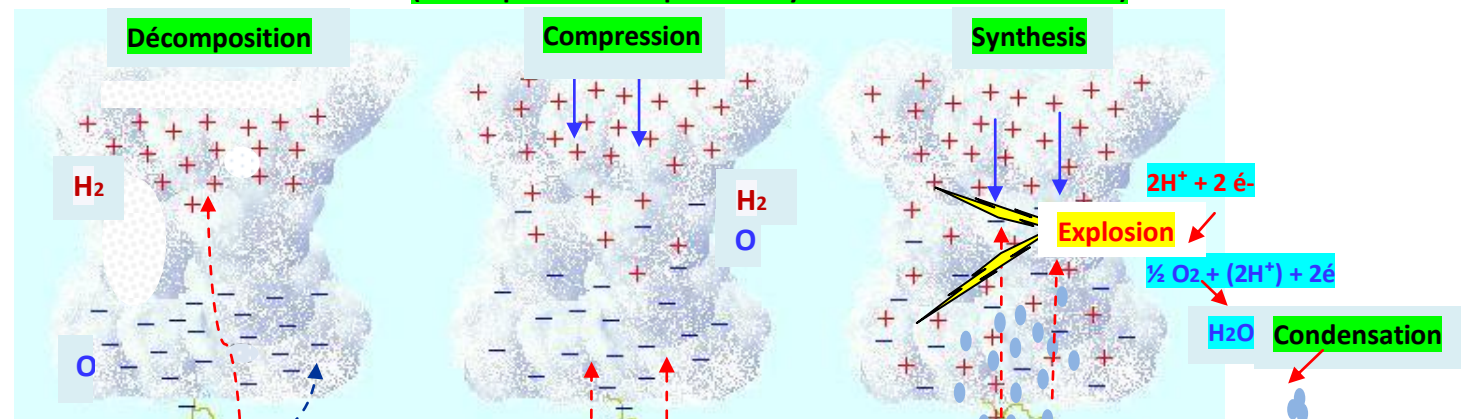 Décomposition
Compression
Synthesis
H2
O
H2
O
Explosion
2H⁺ + 2 é-
½ O2 + (2H⁺) + 2é
H2O
Condensation